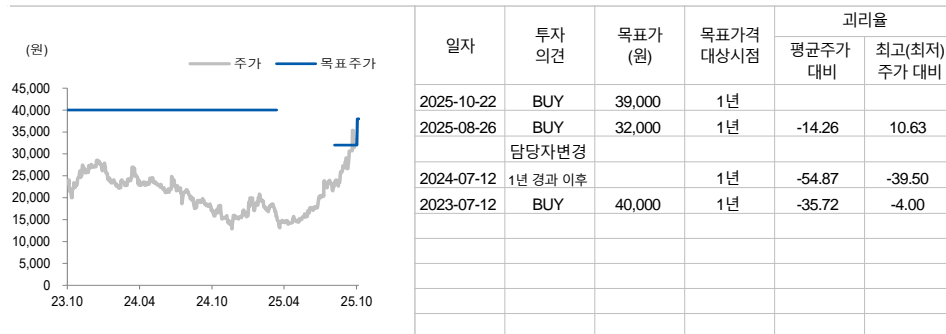 (원)
주가 목표주가
45,000
40,000
35,000
30,000
25,000
20,000
15,000
10,000
5,000
0
23.10 24.04 24.10 25.04 25.10
일자 투자 의견 목표가 (원) 목표가격 대상시점 괴리율
평균주가 대비 최고(최저) 주가 대비
2025-10-22 BUY 39,000 1년
2025-08-26 BUY 32,000 1년 -14.26 10.63
담당자변경
2024-07-12 1년 경과 이후 1년 -54.87 -39.50
2023-07-12 BUY 40,000 1년 -35.72 -4.00